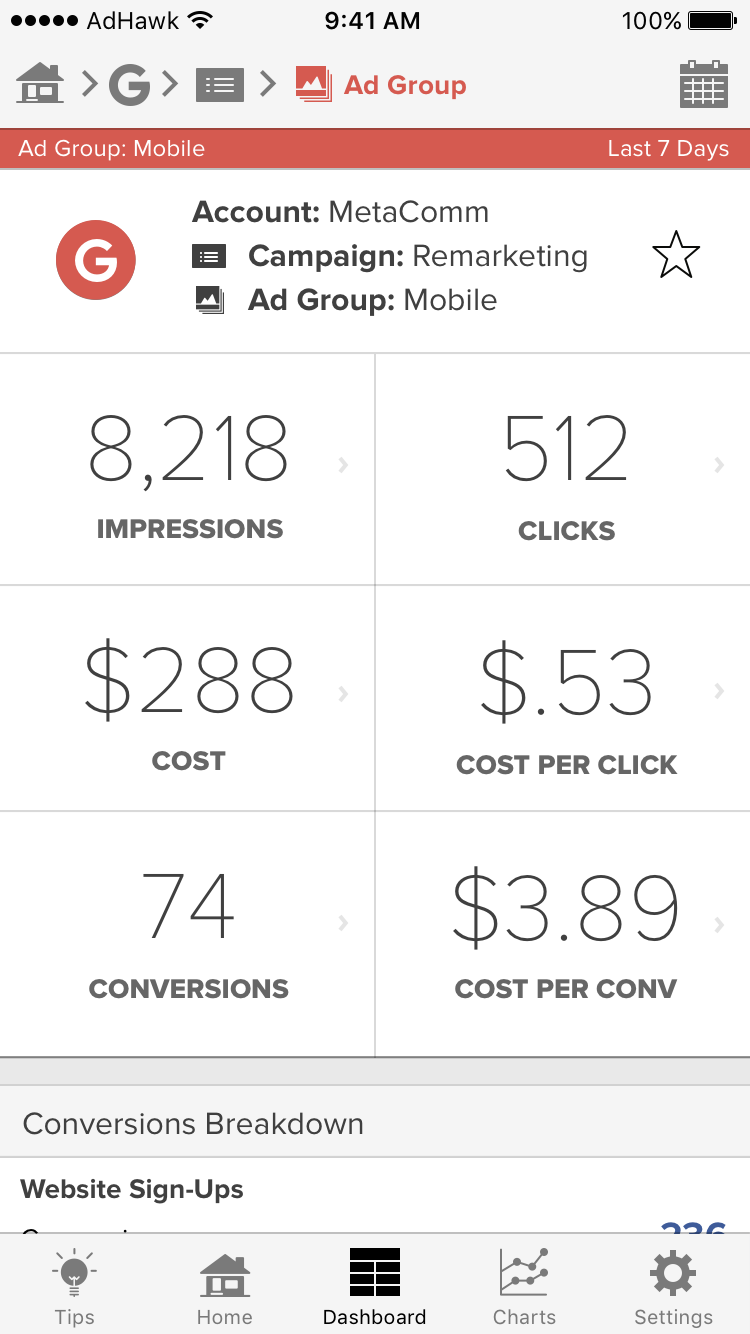 AdHawk 9:41 AM 100%
Ad Group
Ad Group: Mobile Last 7 Days
Account: MetaComm
Campaign: Remarketing
Ad Group: Mobile
8,218 512
IMPRESSIONS CLICKS
$288 $.53
COST COST PER CLICK
74 $3.89
CONVERSIONS COST PER CONV
Conversions Breakdown
Website Sign-Ups
236
Tips Home Dashboard Charts Settings